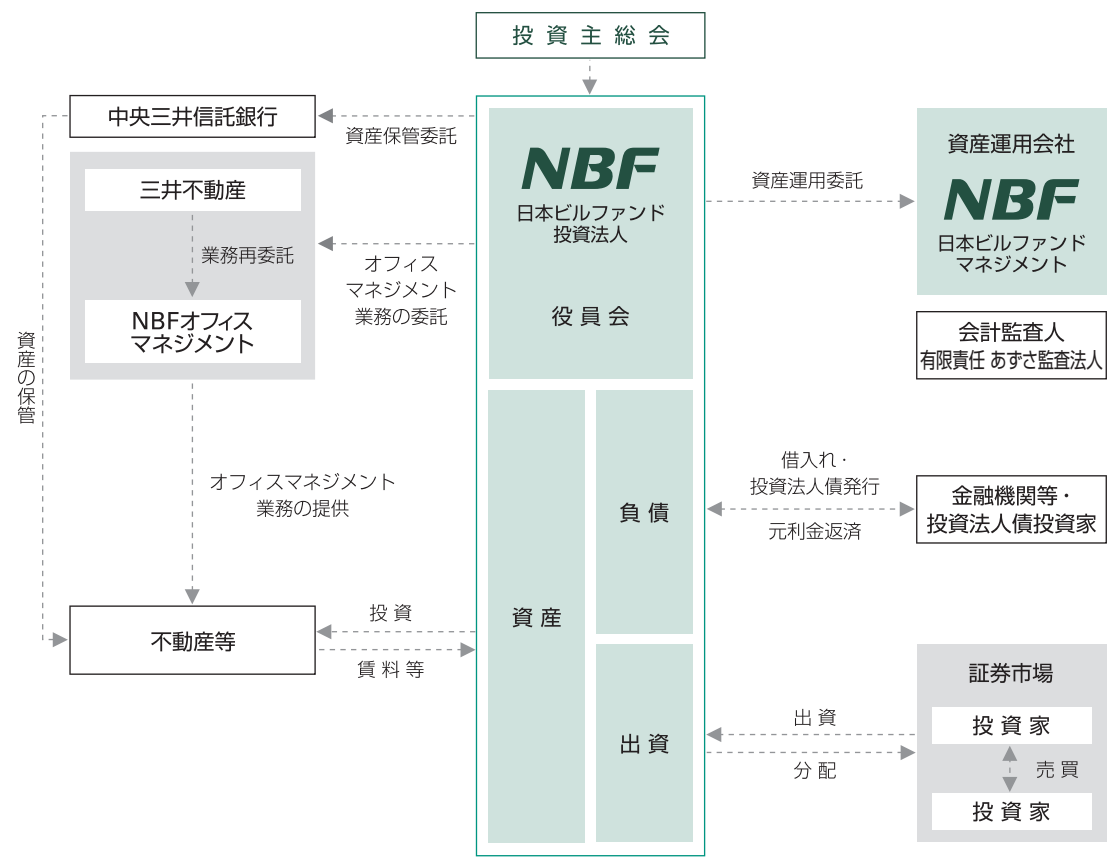 投資主総会
中央三井信託銀行
資産保管委託
三井不動産
業務再委託
NBFオフィス
マネジメント
オフィス
マネジメント
業務の委託
資産の保管
オフィスマネジメント
業務の提供
不動産等
投資
賃料等
NBF
日本ビルファンド
投資法人
役員会
資産
負債
出資
資産運用委託
資産運用会社
NBF
日本ビルファンド
マネジメント
会計監査人
有限責任 あずさ監査法人
借入れ・
投資法人債発行
元利金返済
金融機関等・
投資法人債投資家
出資
分配
証券市場
投資家
売買
投資家